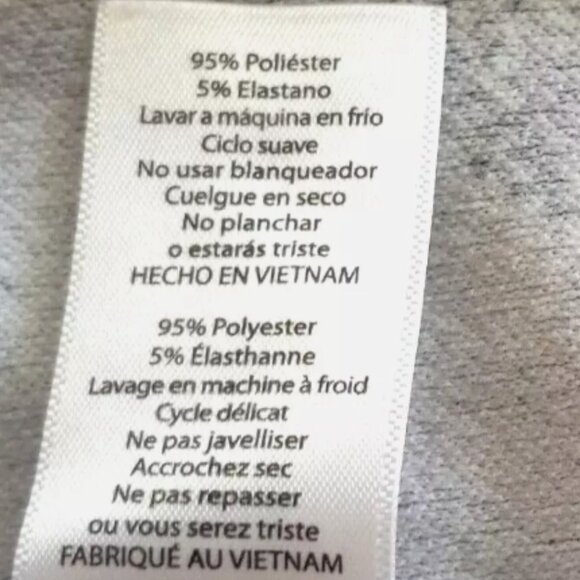 95% Poliéster
5% Elastano
Lavar a máquina en frío
Ciclo suave
No usar blanqueador
Cuelgue en seco
No planchar
o estarás triste
HECHO EN VIETNAM
95% Polyester
5% Élasthanne
Lavage en machine à froid
Cycle délicat
Ne pas javelliser
Accrochez sec
Ne pas repasser
ou vous serez triste
FABRIQUÉ AU VIETNAM